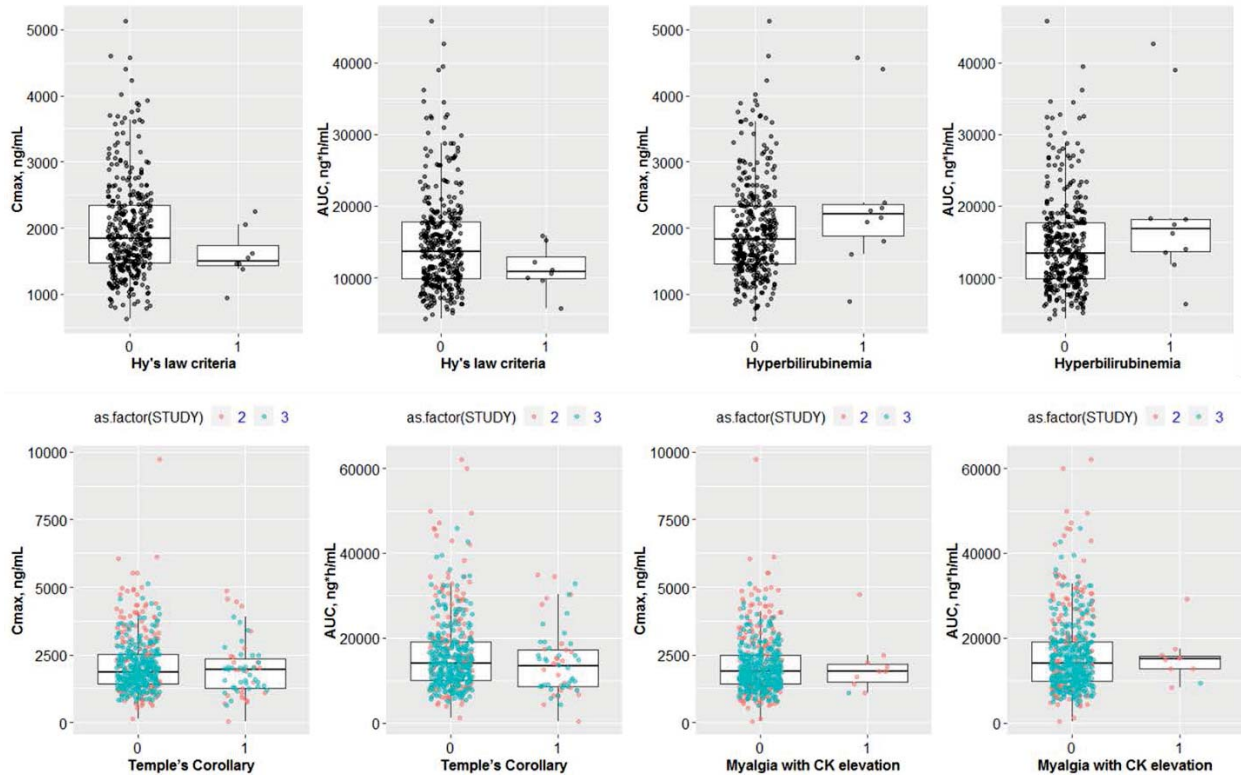 5000
4000
3000
2000
1000
Cmax, ng/mL
0 1
Hy's law criteria
40000
30000
20000
10000
AUC, ng*h/mL
0 1
Hy's law criteria
5000
4000
3000
2000
1000
Cmax, ng/mL
0 1
Hyperbilirubinemia
40000
30000
20000
10000
AUC, ng*h/mL
0 1
Hyperbilirubinemia
as.factor(STUDY) 2 3
10000
7500
5000
2500
0
Cmax, ng/mL
0 1
Temple's Corollary
as.factor(STUDY) 2 3
60000
40000
20000
0
AUC, ng*h/mL
0 1
Temple's Corollary
as.factor(STUDY) 2 3
10000
7500
5000
2500
0
Cmax, ng/mL
0 1
Myalgia with CK elevation
as.factor(STUDY) 2 3
60000
40000
20000
0
AUC, ng*h/mL
0 1
Myalgia with CK elevation